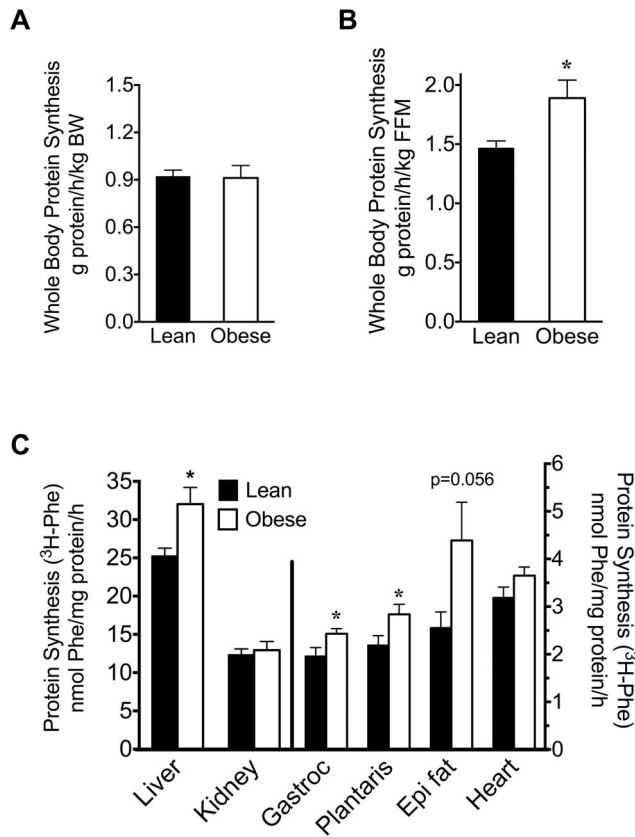 A
Whole Body Protein Synthesis
g protein/h/kg BW
1.5
1.2
0.9
0.6
0.3
0.0
Lean Obese
B
Whole Body Protein Synthesis
g protein/h/kg FFM
2.0
1.5
1.0
0.5
0.0
*
Lean Obese
C
Protein Synthesis (³H-Phe)
nmol Phe/mg protein/h
35
30
25
20
15
10
5
0
*
Lean
Obese
*
*
p=0.056
6
5
4
3
2
1
0
Protein Synthesis (³H-Phe)
nmol Phe/mg protein/h
Liver
Kidney
Gastroc
Plantaris
Epi fat
Heart